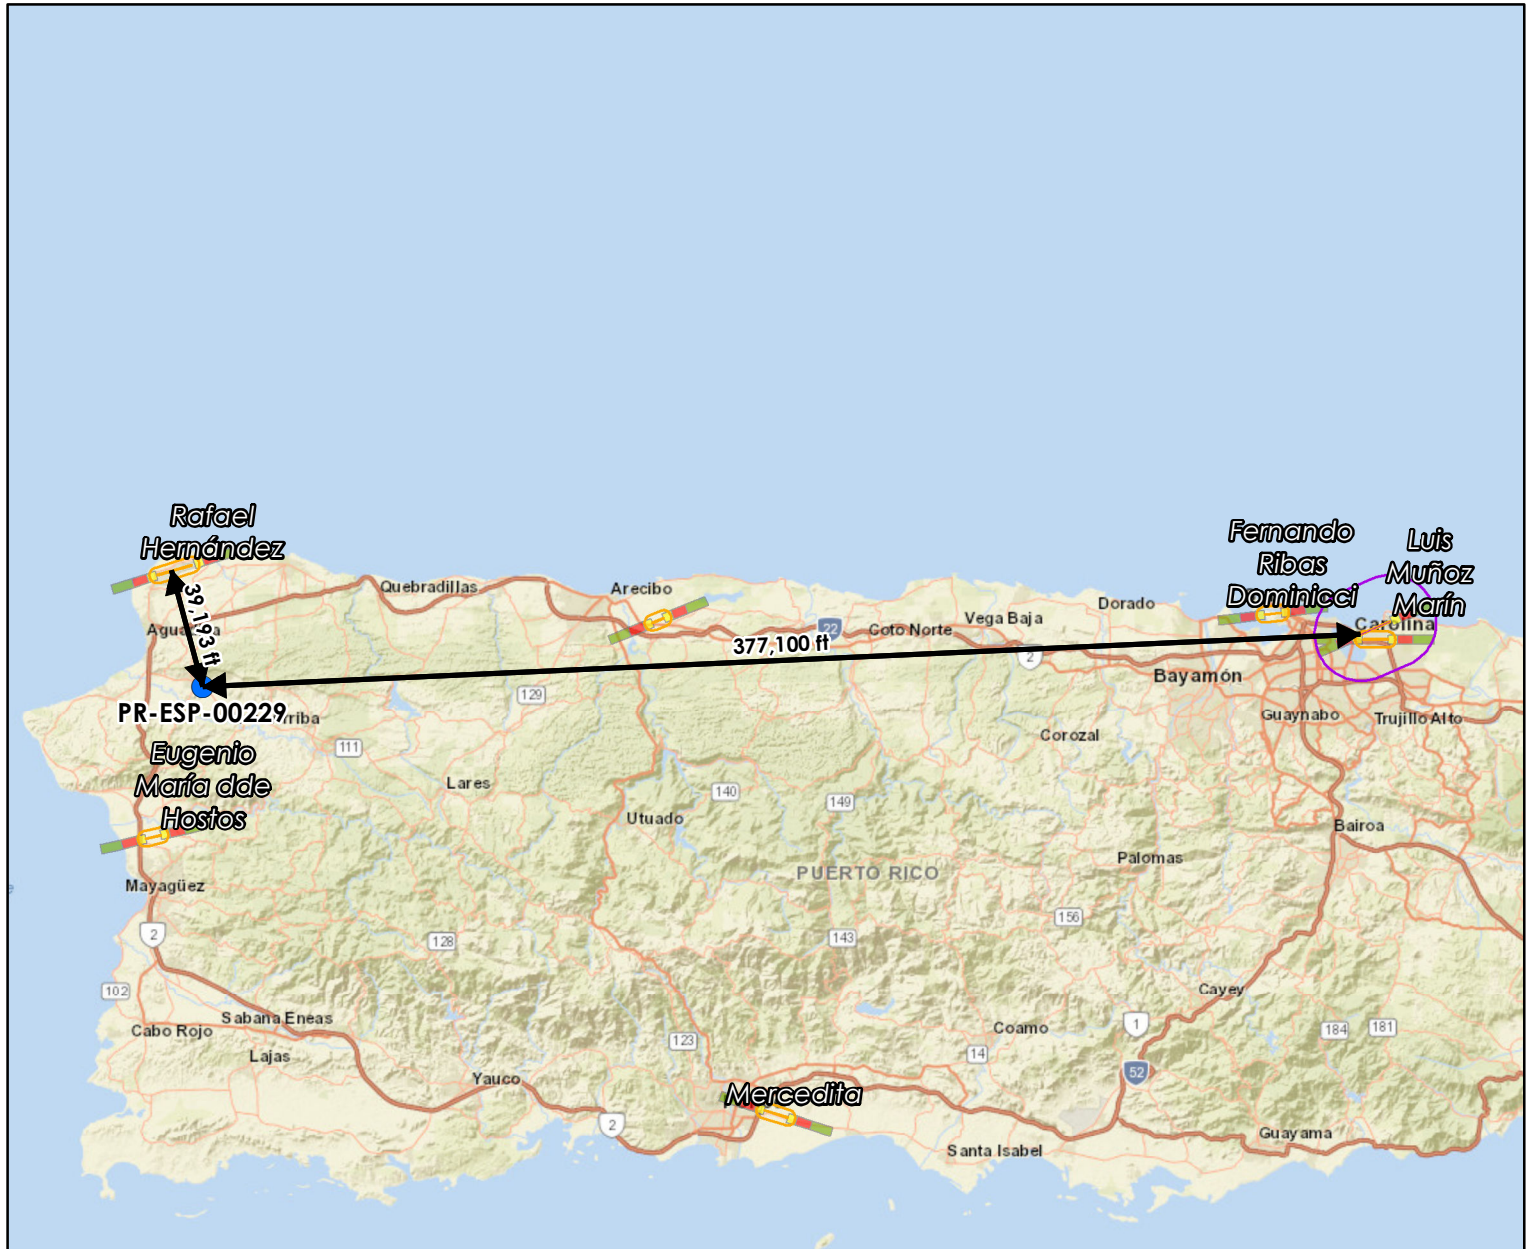 Rafael
Hernández
Fernando
Ribas
Dominicci
Luis
Muñoz
Marín
Quebradillas
Arecibo
Dorado
Vega Baja
Coto Norte
22
2
Carolina
39,193 ft
377,100 ft
Bayamón
129
PR-ESP-00229
Guaynabo
Trujillo Alto
111
Corozal
Eugenio
María dde
Hostos
Lares
140
149
Utuado
Bairoa
Palomas
PUERTO RICO
Mayagüez
156
2
128
143
102
Cayey
Sabana Eneas
Cabo Rojo
Coamo
1
184
181
123
Lajas
14
52
Yauco
Mercedita
2
Guayama
Santa Isabel